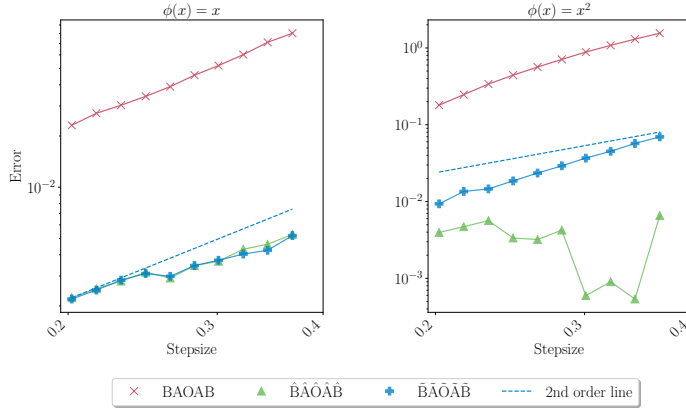 ϕ(x) = x
ϕ(x) = x²
Error
10⁻²
10⁰
10⁻¹
10⁻²
10⁻³
0.2
0.3
0.4
0.2
0.3
0.4
Stepsize
Stepsize
BAOAB
B̂ÂÔÂB̂
B̃ÃÕÃB̃
2nd order line